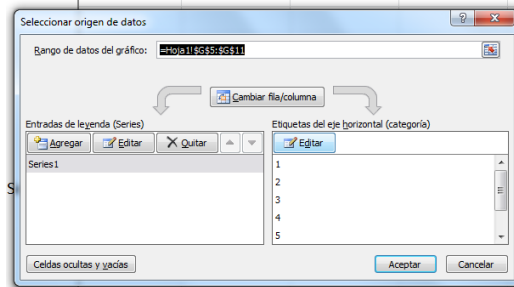 Seleccionar origen de datos
Rango de datos del gráfico: =Hoja1!$G$5:$G$11
Cambiar fila/columna
Entradas de leyenda (Series)
Agregar Editar Quitar
Series1
Etiquetas del eje horizontal (categoría)
Editar
1
2
3
4
5
Celdas ocultas y vacías
Aceptar Cancelar